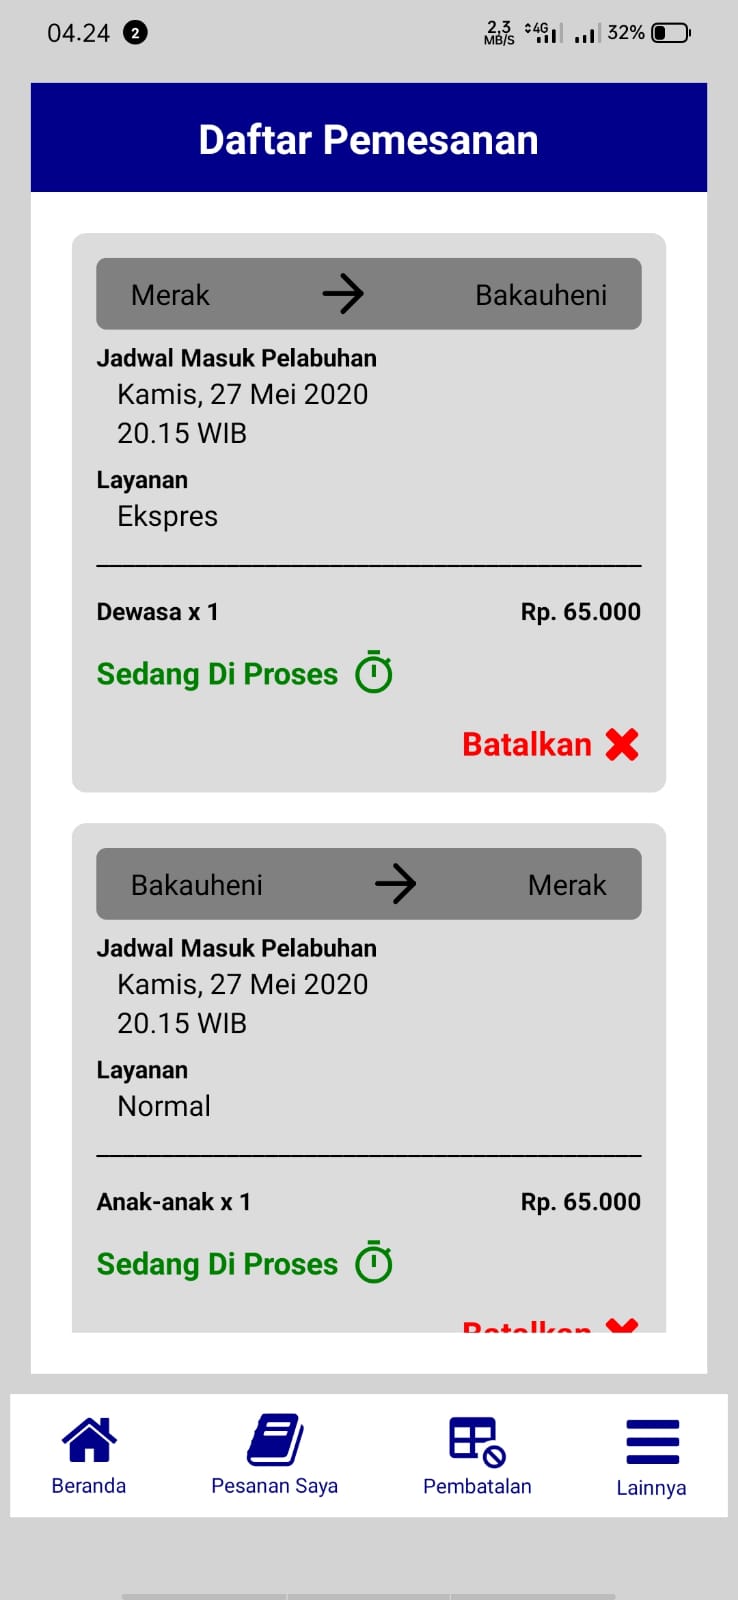 04.24 2 2,3 MB/S 4G 32%
Daftar Pemesanan
Merak → Bakauheni
Jadwal Masuk Pelabuhan
Kamis, 27 Mei 2020
20.15 WIB
Layanan
Ekspres
Dewasa x 1 Rp. 65.000
Sedang Di Proses
Batalkan
Bakauheni → Merak
Jadwal Masuk Pelabuhan
Kamis, 27 Mei 2020
20.15 WIB
Layanan
Normal
Anak-anak x 1 Rp. 65.000
Sedang Di Proses
Batalkan
Beranda Pesanan Saya Pembatalan Lainnya